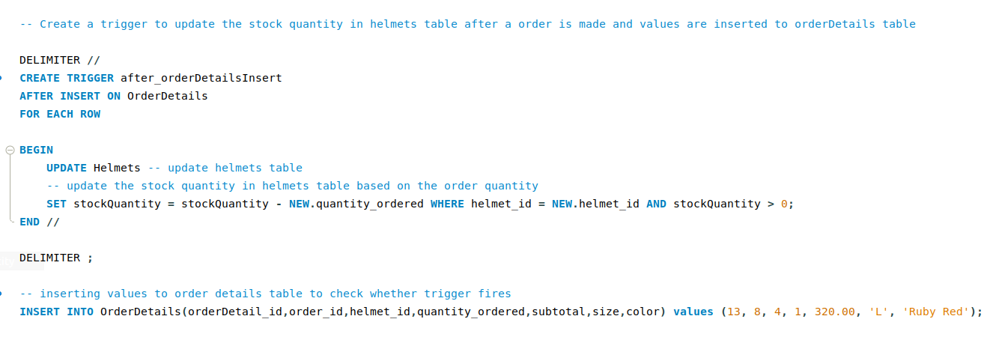 -- Create a trigger to update the stock quantity in helmets table after a order is made and values are inserted to orderDetails table
DELIMITER //
CREATE TRIGGER after_orderDetailsInsert
AFTER INSERT ON OrderDetails
FOR EACH ROW
BEGIN
UPDATE Helmets -- update helmets table
-- update the stock quantity in helmets table based on the order quantity
SET stockQuantity = stockQuantity - NEW.quantity_ordered WHERE helmet_id = NEW.helmet_id AND stockQuantity > 0;
END //
DELIMITER ;
-- inserting values to order details table to check whether trigger fires
INSERT INTO OrderDetails(orderDetail_id,order_id,helmet_id,quantity_ordered,subtotal,size,color) values (13, 8, 4, 1, 320.00, 'L', 'Ruby Red');